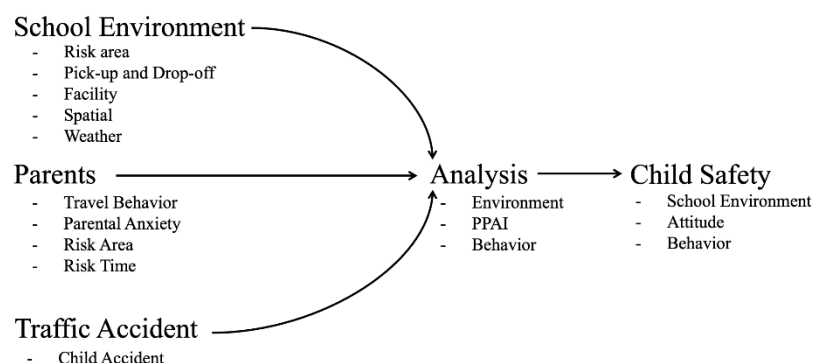 School Environment
- Risk area
- Pick-up and Drop-off
- Facility
- Spatial
- Weather
Parents
- Travel Behavior
- Parental Anxiety
- Risk Area
- Risk Time
Traffic Accident
- Child Accident
Analysis
- Environment
- PPAI
- Behavior
Child Safety
- School Environment
- Attitude
- Behavior